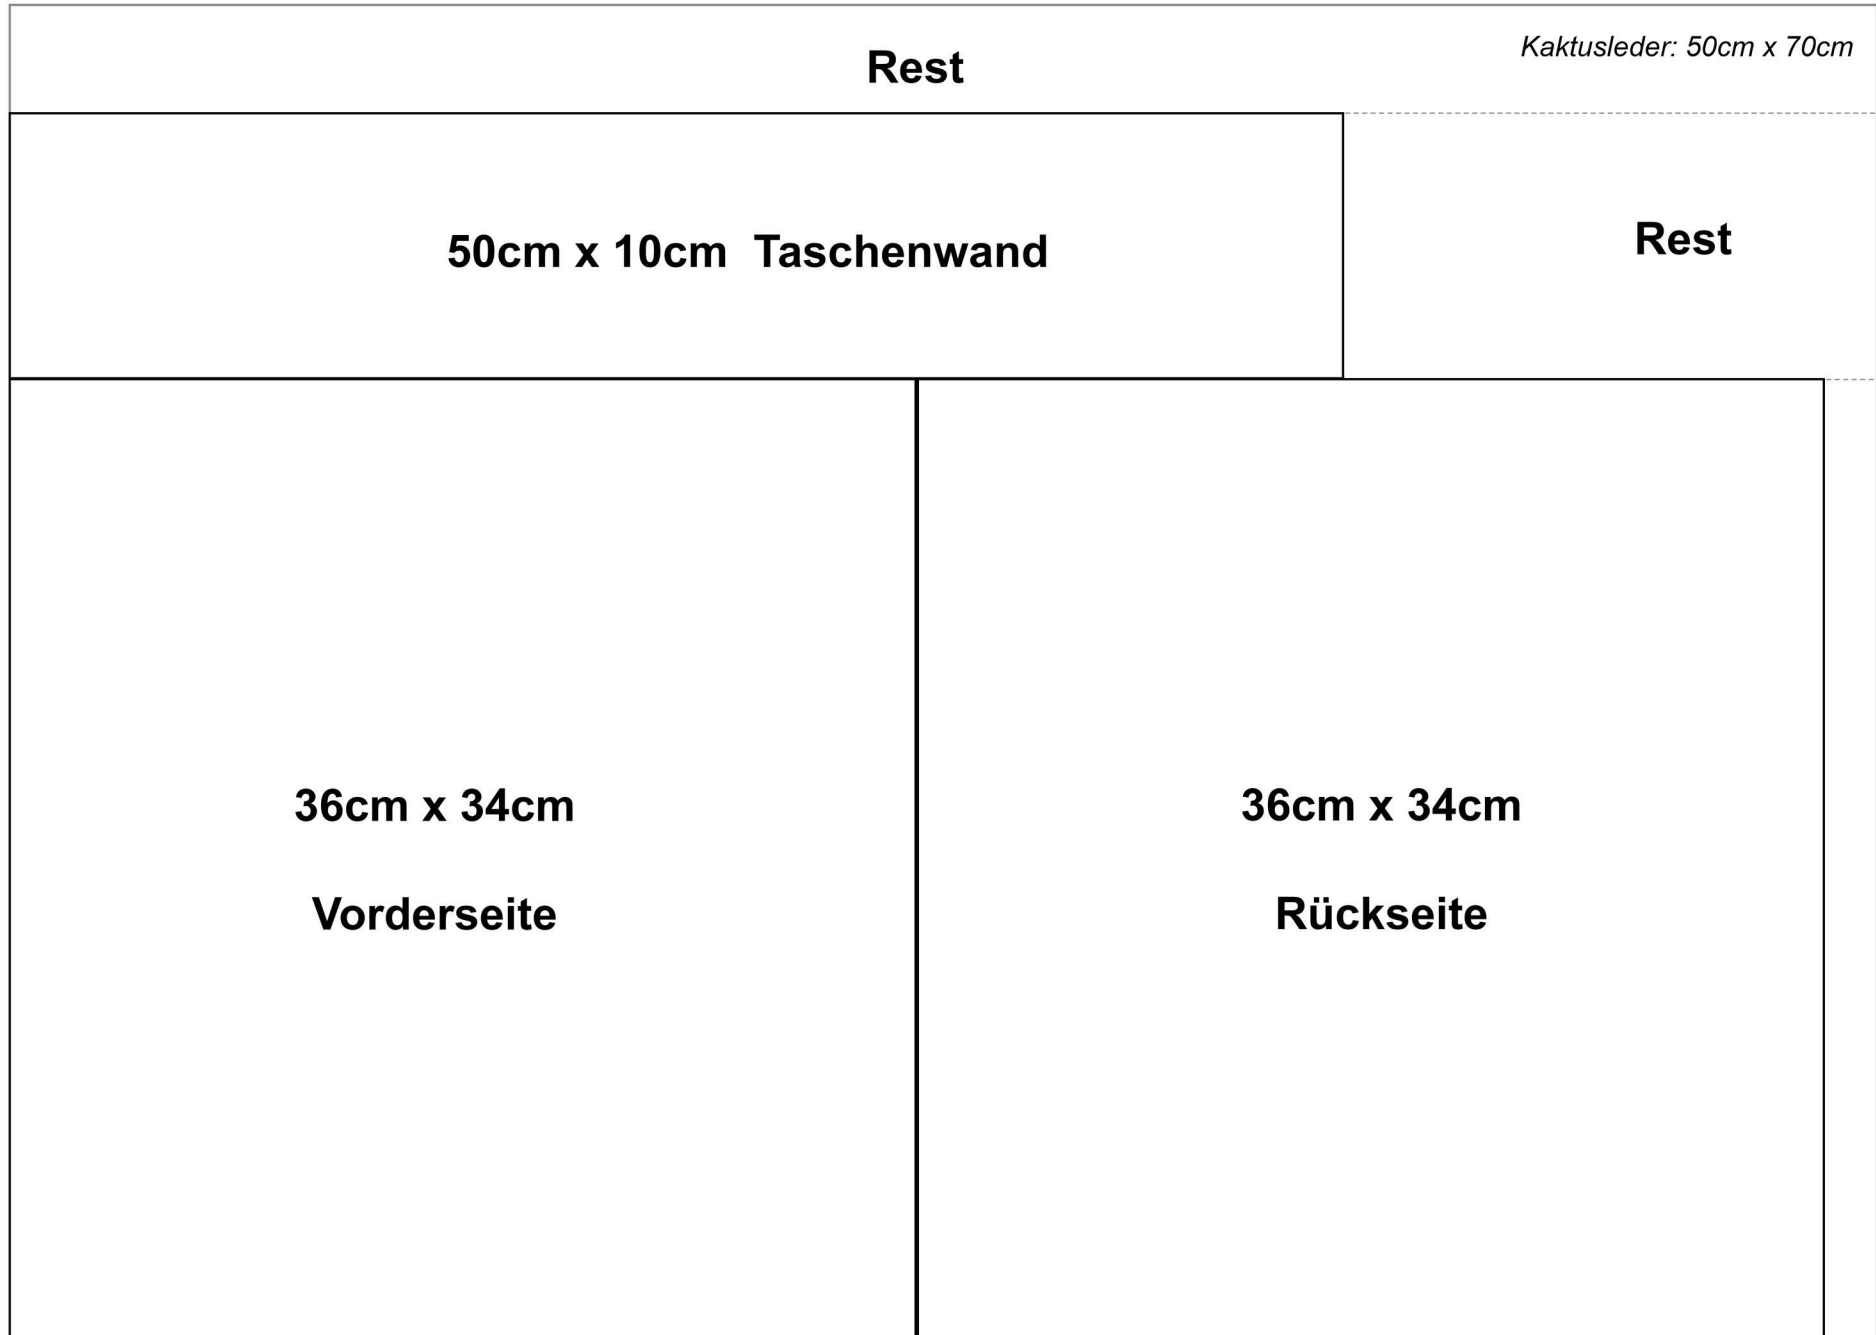 Rest
Kaktusleder: 50cm x 70cm
50cm x 10cm  Taschenwand
Rest
36cm x 34cm
Vorderseite
36cm x 34cm
Rückseite